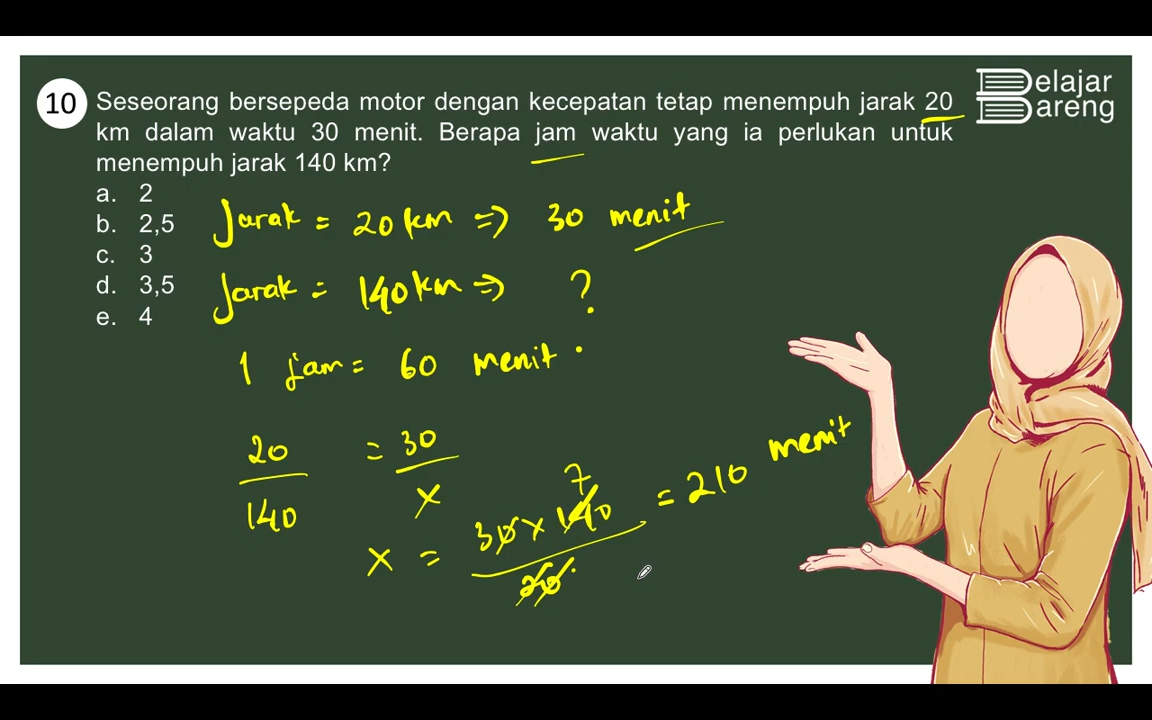 10 Seseorang bersepeda motor dengan kecepatan tetap menempuh jarak 20
km dalam waktu 30 menit. Berapa jam waktu yang ia perlukan untuk
menempuh jarak 140 km?
a. 2
b. 2,5
c. 3
d. 3,5
e. 4
Belajar
Bareng
Jarak = 20 km => 30 menit
Jarak = 140 km => ?
1 jam = 60 menit.
20/140 = 30/x
x = 30 x 140 / 20 = 210 menit
7